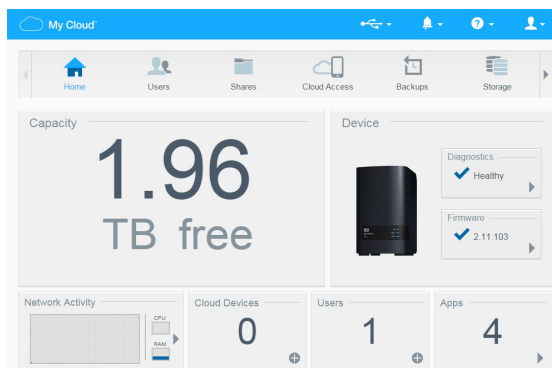 My Cloud™
Home
Users
Shares
Cloud Access
Backups
Storage
Capacity
1.96
TB free
Device
Diagnostics
Healthy
Firmware
2.11.103
Network Activity
CPU
RAM
Cloud Devices
0
Users
1
Apps
4